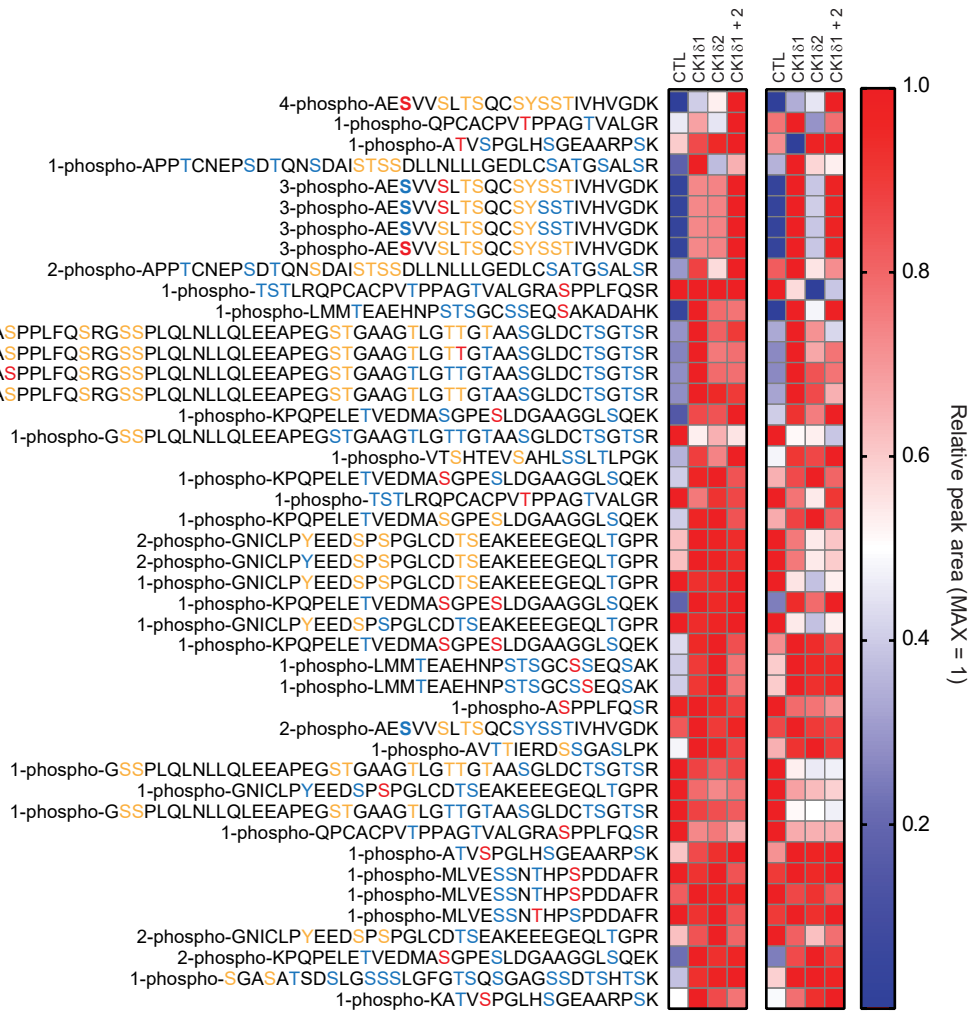 CTL
CK1δ1
CK1δ2
CK1δ1 + 2
CTL
CK1δ1
CK1δ2
CK1δ1 + 2
4-phospho-AESVVSLTSQCSYSSTIVHVGDK
1-phospho-QPCACPVTPPAGTVALGR
1-phospho-ATVSPGLHSGEAARPSK
1-phospho-APPTCNEPSDTQNSDAISTSSDLLNLLLGEDLCSATGSALSR
3-phospho-AESVVSLTSQCSYSSTIVHVGDK
3-phospho-AESVVSLTSQCSYSSTIVHVGDK
3-phospho-AESVVSLTSQCSYSSTIVHVGDK
3-phospho-AESVVSLTSQCSYSSTIVHVGDK
2-phospho-APPTCNEPSDTQNSDAISTSSDLLNLLLGEDLCSATGSALSR
1-phospho-TSTLRQPCACPVTPPAGTVALGRASPPLFQSR
1-phospho-LMMTEAEHNPSTSGCSSEQSAKADAHK
SPPLFQSRGSSPLQLNLLQLEEAPEGSTGAAGTLGTTGTAASGLDCTSGTSR
SPPLFQSRGSSPLQLNLLQLEEAPEGSTGAAGTLGTTGTAASGLDCTSGTSR
SPPLFQSRGSSPLQLNLLQLEEAPEGSTGAAGTLGTTGTAASGLDCTSGTSR
SPPLFQSRGSSPLQLNLLQLEEAPEGSTGAAGTLGTTGTAASGLDCTSGTSR
1-phospho-KPQPELETVEDMASGPESLDGAAGGLSQEK
1-phospho-GSSPLQLNLLQLEEAPEGSTGAAGTLGTTGTAASGLDCTSGTSR
1-phospho-VTSHTEVSAHLSSLTLPGK
1-phospho-KPQPELETVEDMASGPESLDGAAGGLSQEK
1-phospho-TSTLRQPCACPVTPPAGTVALGR
1-phospho-KPQPELETVEDMASGPESLDGAAGGLSQEK
2-phospho-GNICLPYEEDSPSPGLCDTSEAKEEEGEQLTGPR
2-phospho-GNICLPYEEDSPSPGLCDTSEAKEEEGEQLTGPR
1-phospho-GNICLPYEEDSPSPGLCDTSEAKEEEGEQLTGPR
1-phospho-KPQPELETVEDMASGPESLDGAAGGLSQEK
1-phospho-GNICLPYEEDSPSPGLCDTSEAKEEEGEQLTGPR
1-phospho-KPQPELETVEDMASGPESLDGAAGGLSQEK
1-phospho-LMMTEAEHNPSTSGCSSEQSAK
1-phospho-LMMTEAEHNPSTSGCSSEQSAK
1-phospho-ASPPLFQSR
2-phospho-AESVVSLTSQCSYSSTIVHVGDK
1-phospho-AVTTIERDSSGASLPK
1-phospho-GSSPLQLNLLQLEEAPEGSTGAAGTLGTTGTAASGLDCTSGTSR
1-phospho-GNICLPYEEDSPSPGLCDTSEAKEEEGEQLTGPR
1-phospho-GSSPLQLNLLQLEEAPEGSTGAAGTLGTTGTAASGLDCTSGTSR
1-phospho-QPCACPVTPPAGTVALGRASPPLFQSR
1-phospho-ATVSPGLHSGEAARPSK
1-phospho-MLVESSNTHPSPDDAFR
1-phospho-MLVESSNTHPSPDDAFR
1-phospho-MLVESSNTHPSPDDAFR
2-phospho-GNICLPYEEDSPSPGLCDTSEAKEEEGEQLTGPR
2-phospho-KPQPELETVEDMASGPESLDGAAGGLSQEK
1-phospho-SGASATSDSLGSSSLGFGTSQSGAGSSDTSHTSK
1-phospho-KATVSPGLHSGEAARPSK
1.0
0.8
0.6
0.4
0.2
Relative peak area (MAX = 1)